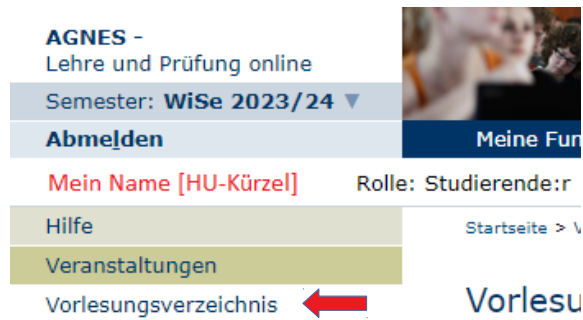 AGNES -
Lehre und Prüfung online
Semester: WiSe 2023/24 ▼
Abmelden
Meine
Mein Name [HU-Kürzel]
Rolle: Studierende:r
Hilfe
Startseite >
Veranstaltungen
Vorlesungsverzeichnis